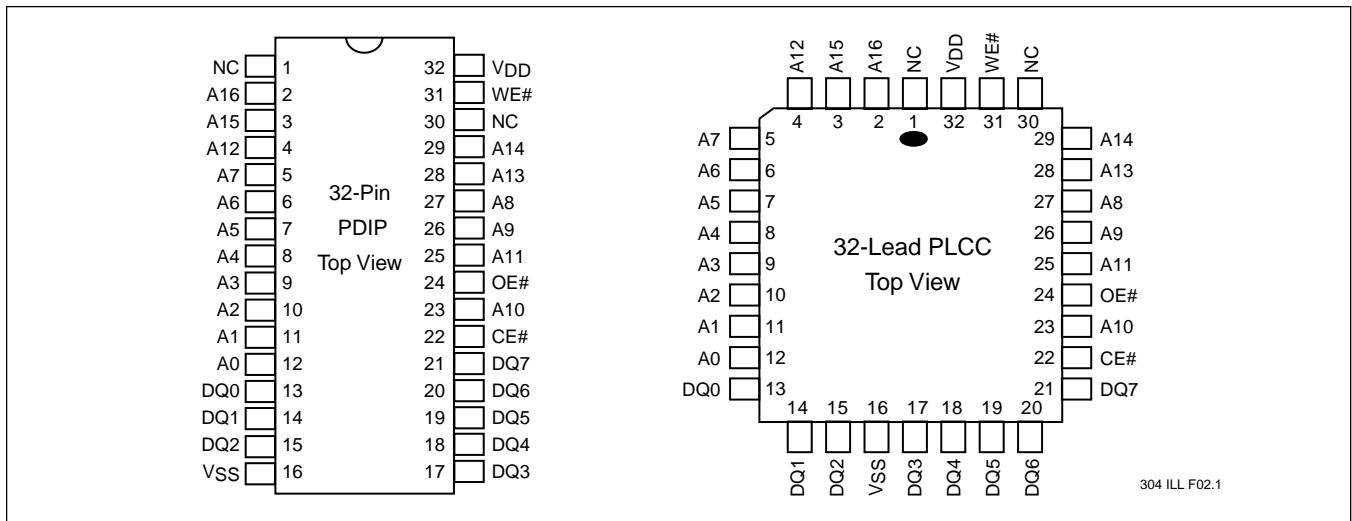 NC 1 32 VDD
A16 2 31 WE#
A15 3 30 NC
A12 4 29 A14
A7 5 28 A13
A6 6 27 A8
A5 7 26 A9
A4 8 25 A11
A3 9 24 OE#
A2 10 23 A10
A1 11 22 CE#
A0 12 21 DQ7
DQ0 13 20 DQ6
DQ1 14 19 DQ5
DQ2 15 18 DQ4
VSS 16 17 DQ3
32-Pin
PDIP
Top View
A12 A15 A16 NC VDD WE# NC
4 3 2 1 32 31 30
A7 5 29 A14
A6 6 28 A13
A5 7 27 A8
A4 8 26 A9
A3 9 25 A11
A2 10 24 OE#
A1 11 23 A10
A0 12 22 CE#
DQ0 13 21 DQ7
32-Lead PLCC
Top View
14 15 16 17 18 19 20
DQ1 DQ2 VSS DQ3 DQ4 DQ5 DQ6
304 ILL F02.1